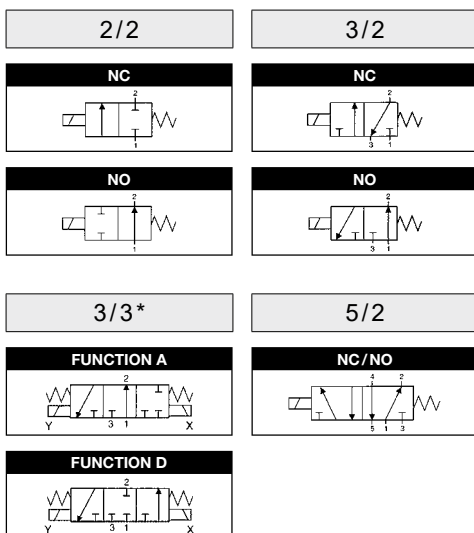 2/2
3/2
NC
2
1
NC
2
3 1
NO
2
1
NO
2
3 1
3/3*
5/2
FUNCTION A
2
Y 3 1 X
NC/NO
4 2
5 1 3
FUNCTION D
2
Y 3 1 X